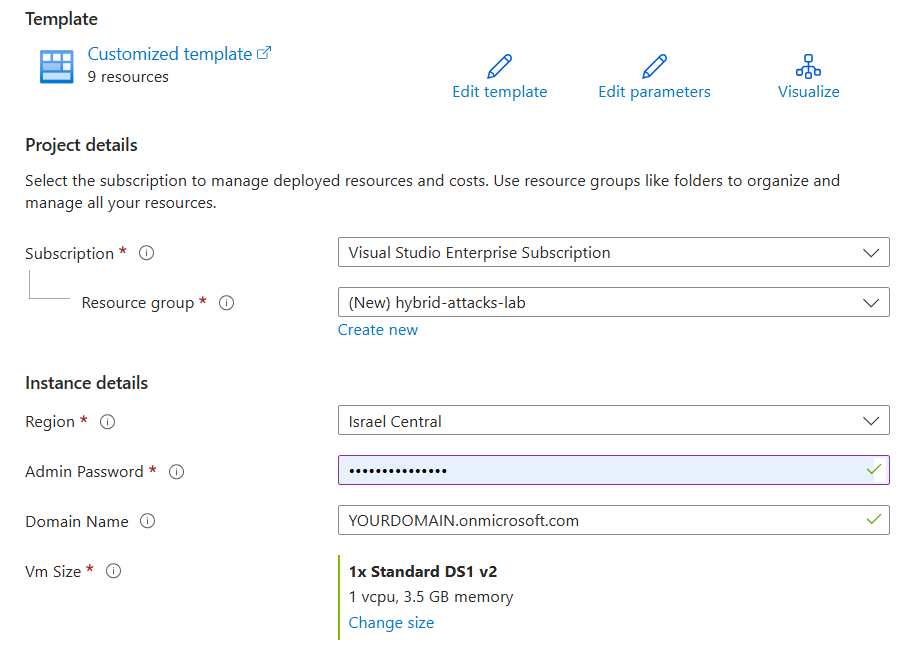 Template
Customized template
9 resources
Edit template
Edit parameters
Visualize
Project details
Select the subscription to manage deployed resources and costs. Use resource groups like folders to organize and
manage all your resources.
Subscription *
Visual Studio Enterprise Subscription
Resource group *
(New) hybrid-attacks-lab
Create new
Instance details
Region *
Israel Central
Admin Password *
•••••••••••••••
Domain Name
YOURDOMAIN.onmicrosoft.com
Vm Size *
1x Standard DS1 v2
1 vcpu, 3.5 GB memory
Change size